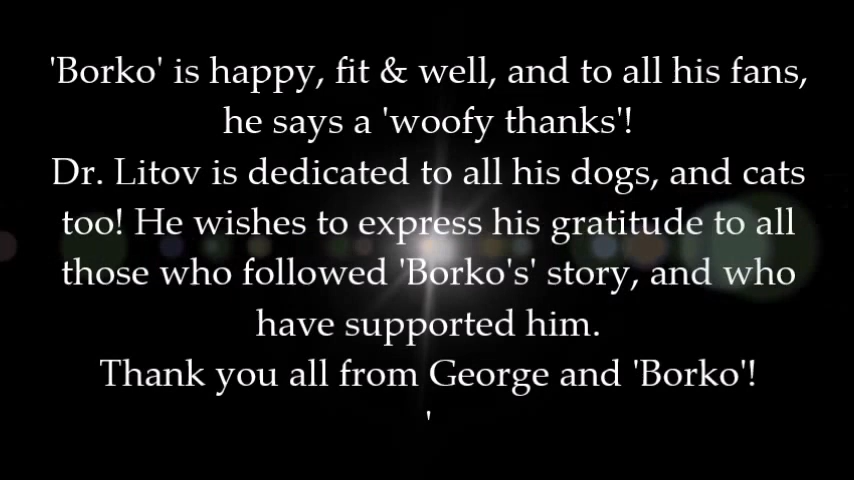 'Borko' is happy, fit & well, and to all his fans,
he says a 'woofy thanks'!
Dr. Litov is dedicated to all his dogs, and cats
too! He wishes to express his gratitude to all
those who followed 'Borko's' story, and who
have supported him.
Thank you all from George and 'Borko'!
'